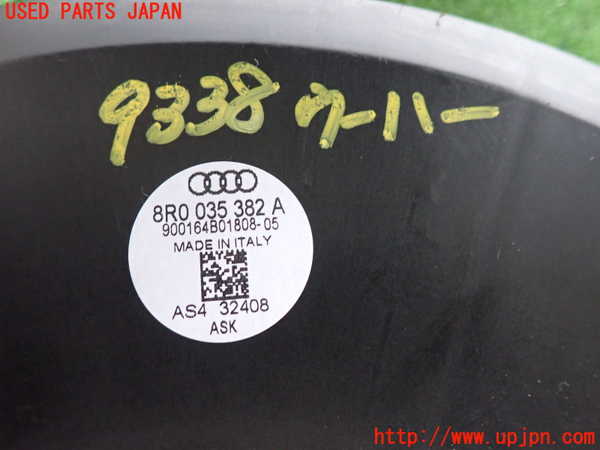 USED PARTS JAPAN
9338 ウーハー
8R0 035 382 A
900164B01808-05
MADE IN ITALY
AS4 32408
ASK
http://www.upjpn.com/